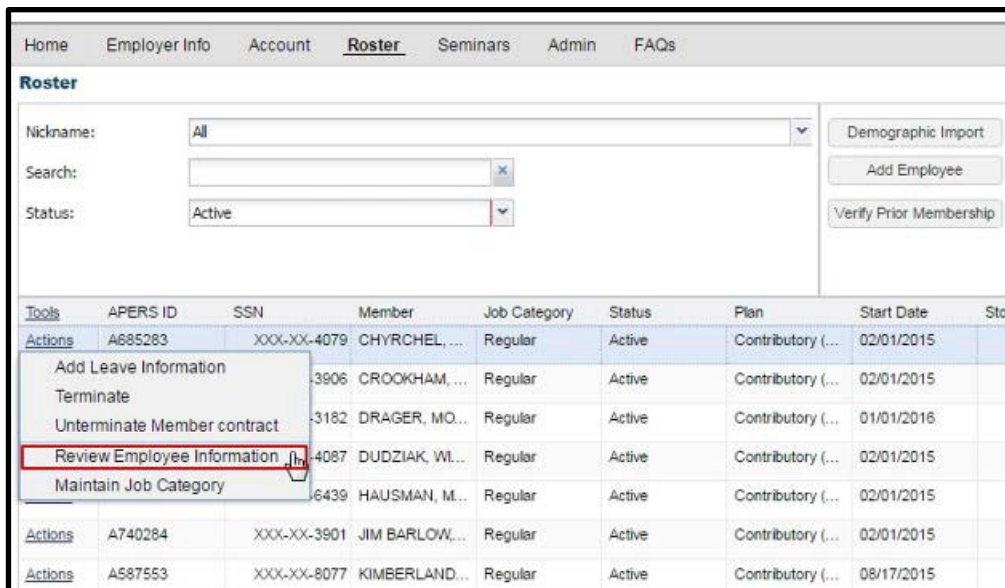 Home Employer Info Account Roster Seminars Admin FAQs
Roster
Nickname: All Demographic Import
Search: Add Employee
Status: Active Verify Prior Membership
Tools APERS ID SSN Member Job Category Status Plan Start Date Sto
Actions A685283 XXX-XX-4079 CHYRCHEL, ... Regular Active Contributory (... 02/01/2015
Add Leave Information
-3906 CROOKHAM, ... Regular Active Contributory (... 02/01/2015
Terminate
Unterminate Member contract -3182 DRAGER, MO... Regular Active Contributory (... 01/01/2016
Review Employee Information -4087 DUDZIAK, WI... Regular Active Contributory (... 02/01/2015
Maintain Job Category -6439 HAUSMAN, M... Regular Active Contributory (... 02/01/2015
Actions A740284 XXX-XX-3901 JIM BARLOW,... Regular Active Contributory (... 02/01/2015
Actions A587553 XXX-XX-8077 KIMBERLAND... Regular Active Contributory (... 08/17/2015